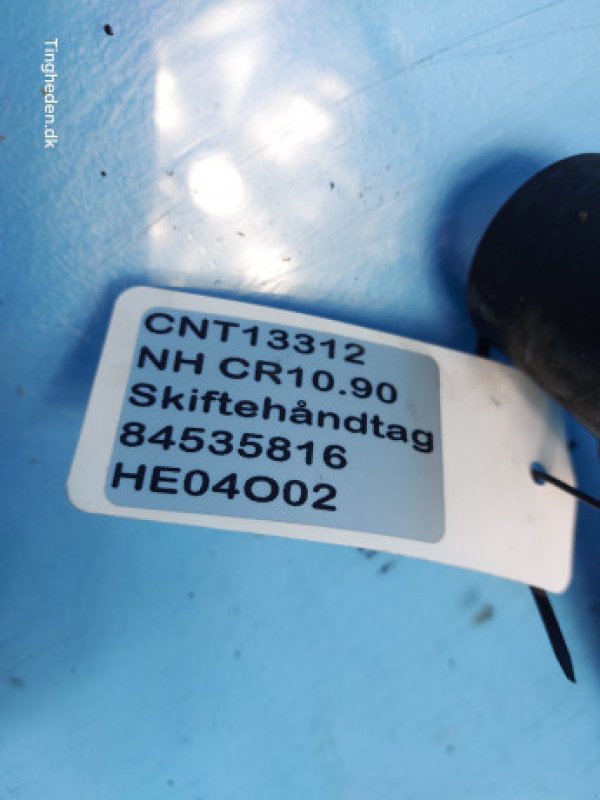 Tingheden.dk
CNT13312
NH CR10.90
Skiftehåndtag
84535816
HE04O02